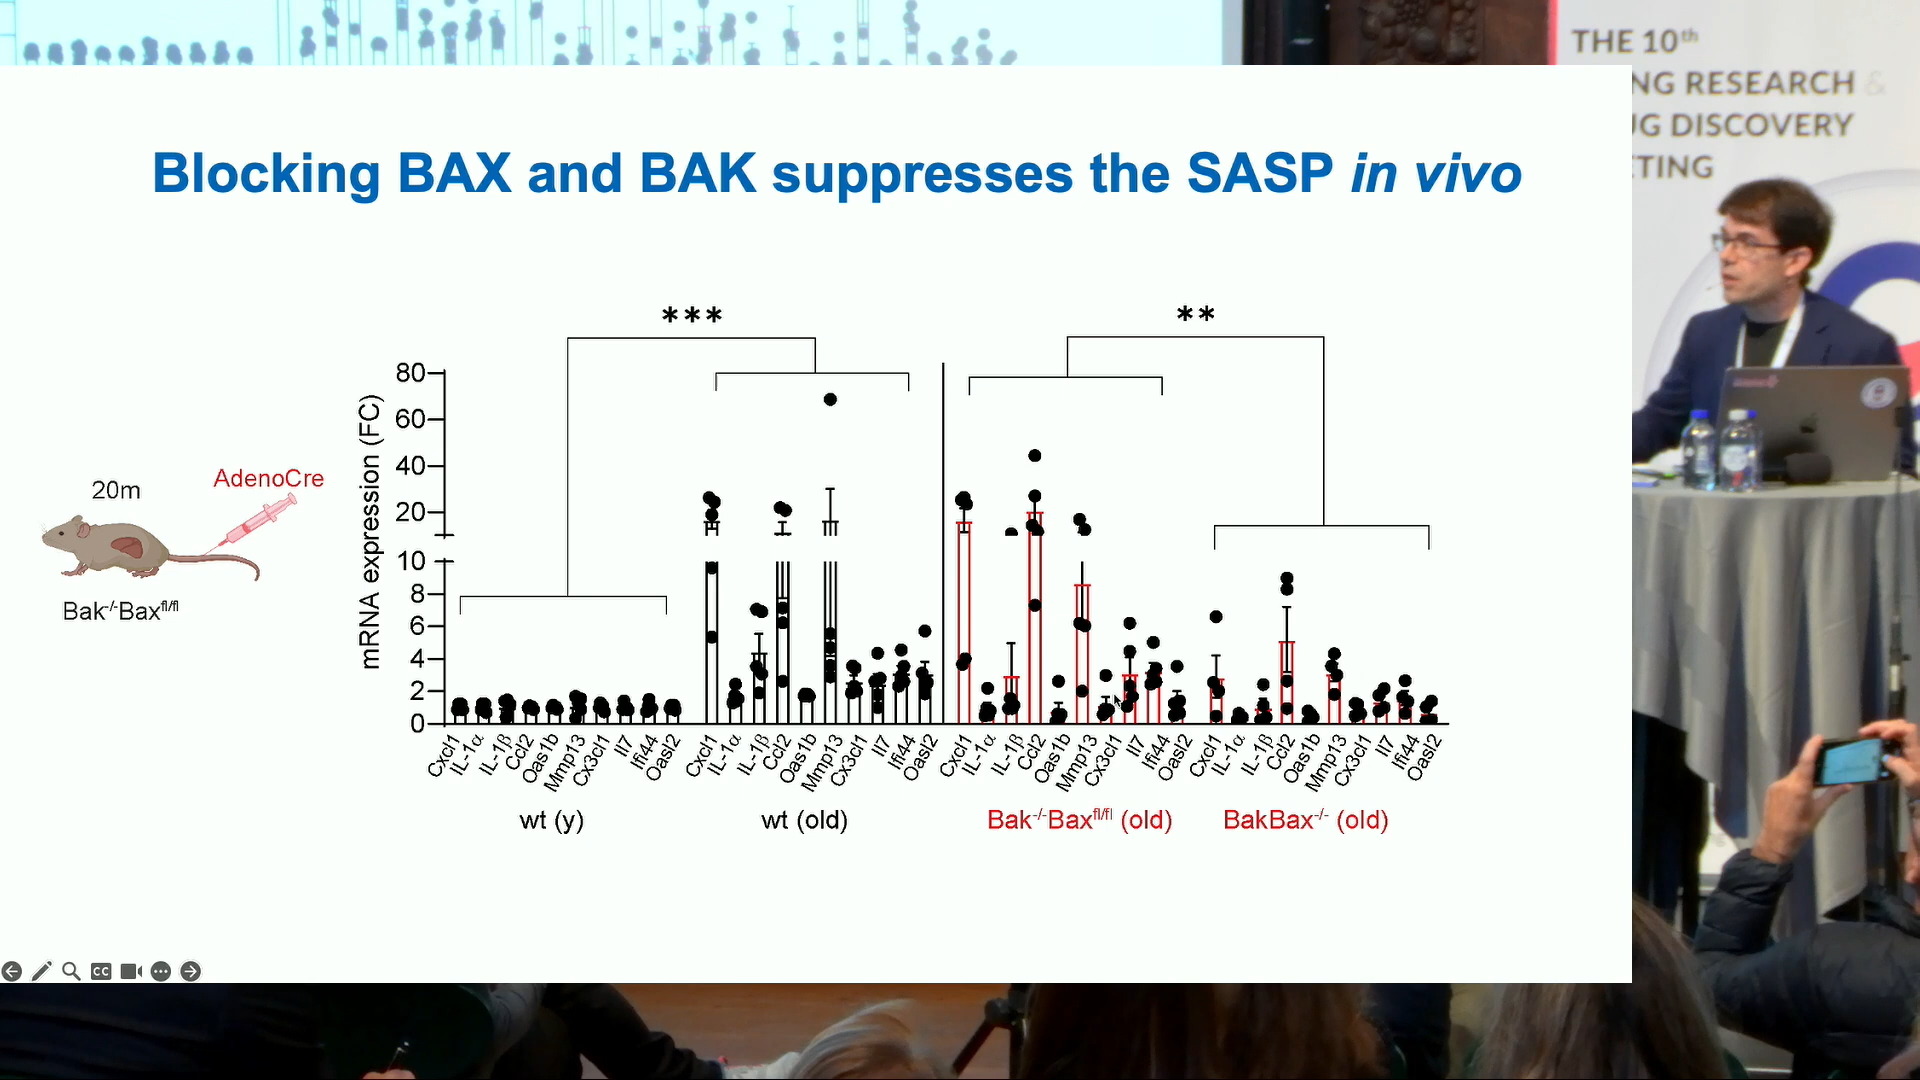 THE 10th
NG RESEARCH &
G DISCOVERY
ETING
Blocking BAX and BAK suppresses the SASP in vivo
***
**
mRNA expression (FC)
80
60
40
20
10
8
6
4
2
0
20m
AdenoCre
Bak-/-Baxfl/fl
Cxcl1 IL-1α IL-1β Ccl2 Oas1b Mmp13 Cx3cl1 Il7 Ifi44 Oasl2
Cxcl1 IL-1α IL-1β Ccl2 Oas1b Mmp13 Cx3cl1 Il7 Ifi44 Oasl2
Cxcl1 IL-1α IL-1β Ccl2 Oas1b Mmp13 Cx3cl1 Il7 Ifi44 Oasl2
Cxcl1 IL-1α IL-1β Ccl2 Oas1b Mmp13 Cx3cl1 Il7 Ifi44 Oasl2
wt (y)
wt (old)
Bak-/-Baxfl/fl (old)
BakBax-/- (old)
CC